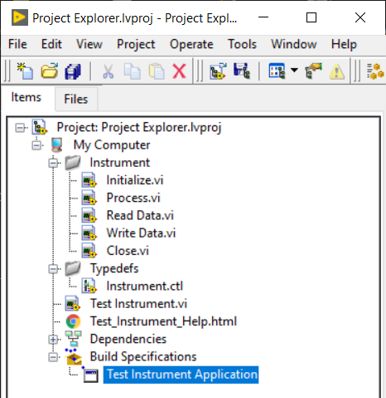 Project Explorer.lvproj - Project Expl...
File Edit View Project Operate Tools Window Help
Items Files
Project: Project Explorer.lvproj
My Computer
Instrument
Initialize.vi
Process.vi
Read Data.vi
Write Data.vi
Close.vi
Typedefs
Instrument.ctl
Test Instrument.vi
Test_Instrument_Help.html
Dependencies
Build Specifications
Test Instrument Application